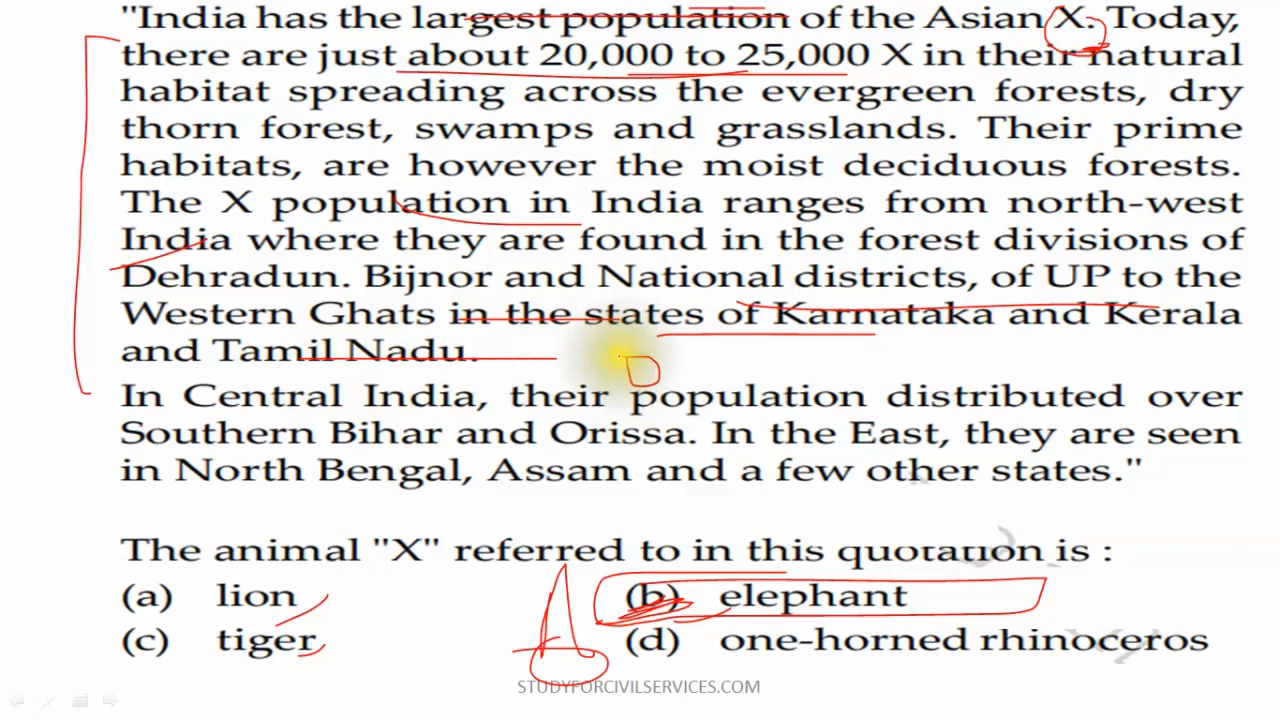 "India has the largest population of the Asian X. Today,
there are just about 20,000 to 25,000 X in their natural
habitat spreading across the evergreen forests, dry
thorn forest, swamps and grasslands. Their prime
habitats, are however the moist deciduous forests.
The X population in India ranges from north-west
India where they are found in the forest divisions of
Dehradun. Bijnor and National districts, of UP to the
Western Ghats in the states of Karnataka and Kerala
and Tamil Nadu.
In Central India, their population distributed over
Southern Bihar and Orissa. In the East, they are seen
in North Bengal, Assam and a few other states."
The animal "X" referred to in this quotation is :
(a) lion (b) elephant
(c) tiger (d) one-horned rhinoceros
STUDYFORCIVILSERVICES.COM